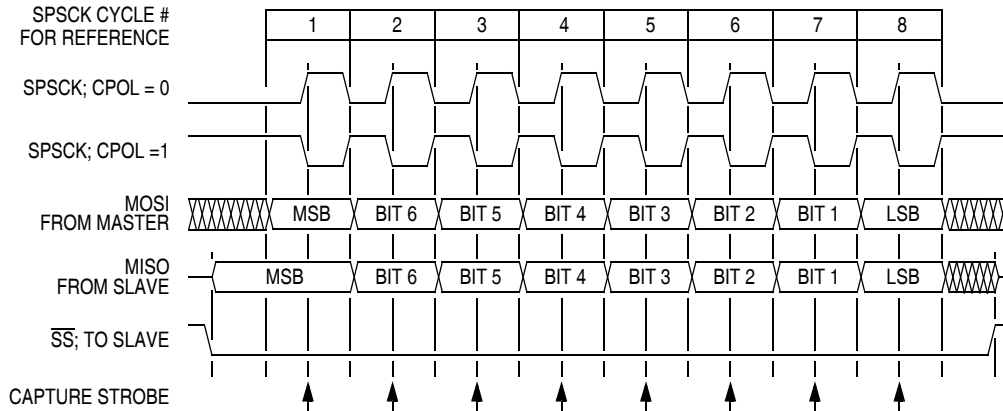 SPSCK CYCLE #
FOR REFERENCE
1 2 3 4 5 6 7 8
SPSCK; CPOL = 0
SPSCK; CPOL =1
MOSI
FROM MASTER
MSB BIT 6 BIT 5 BIT 4 BIT 3 BIT 2 BIT 1 LSB
MISO
FROM SLAVE
MSB BIT 6 BIT 5 BIT 4 BIT 3 BIT 2 BIT 1 LSB
SS; TO SLAVE
CAPTURE STROBE